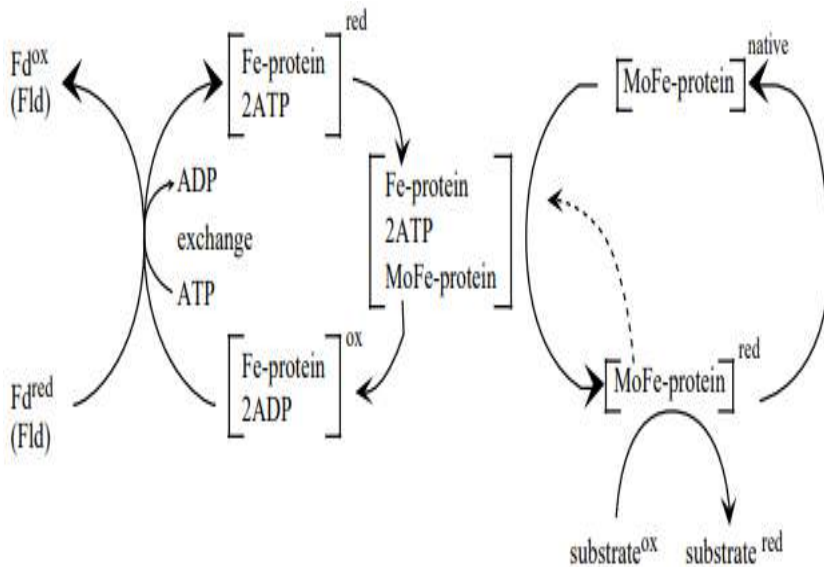 Fd^ox
(Fld)
Fe-protein
2ATP
red
ADP
exchange
ATP
Fd^red
(Fld)
Fe-protein
2ADP
ox
Fe-protein
2ATP
MoFe-protein
MoFe-protein
native
MoFe-protein
red
substrate^ox
substrate^red